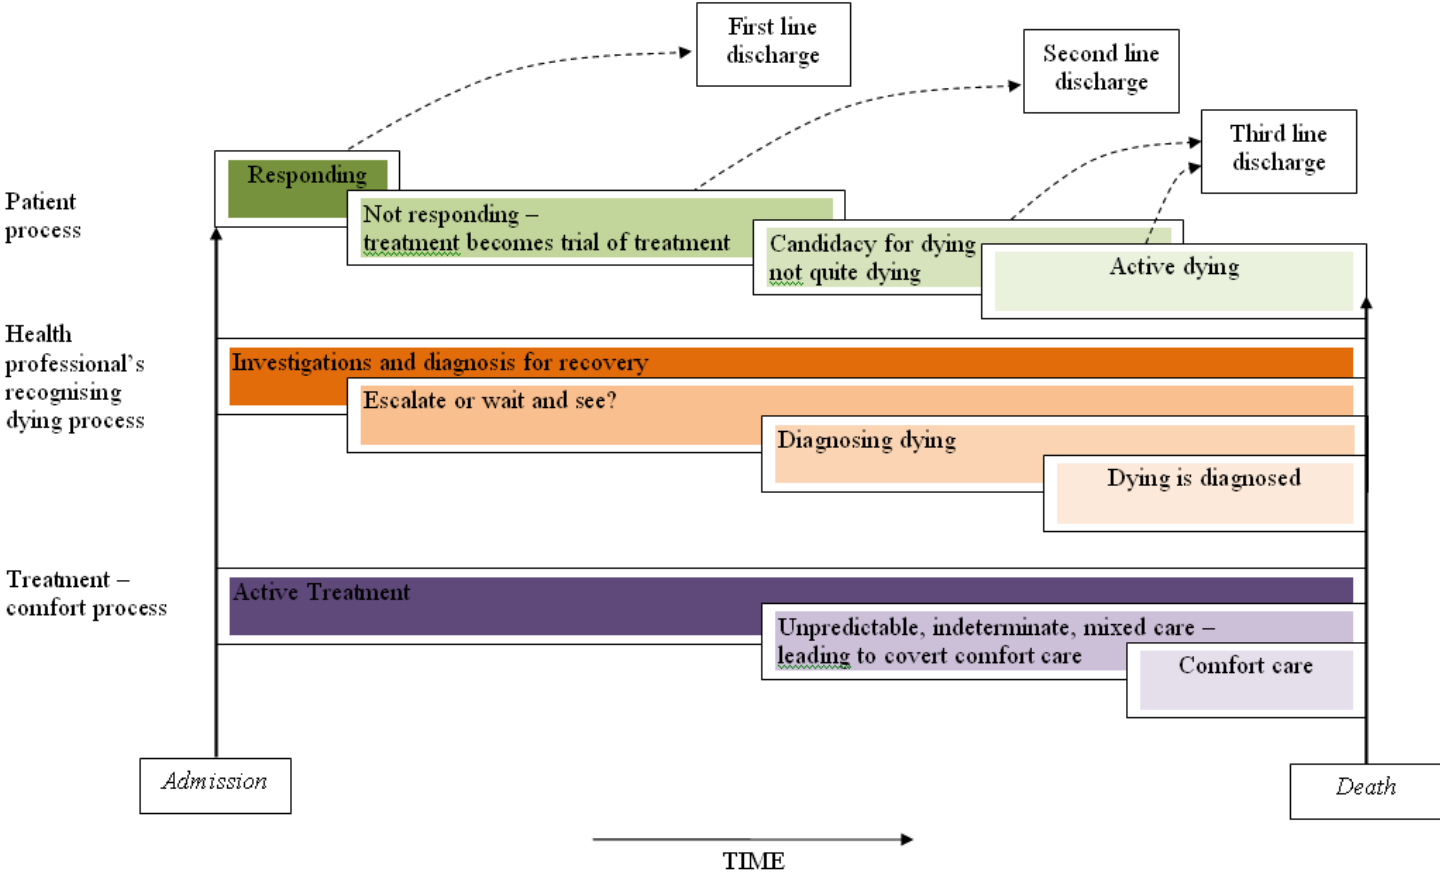 First line
discharge
Second line
discharge
Third line
discharge
Patient
process
Responding
Not responding –
treatment becomes trial of treatment
Candidacy for dying
not quite dying
Active dying
Health
professional’s
recognising
dying process
Investigations and diagnosis for recovery
Escalate or wait and see?
Diagnosing dying
Dying is diagnosed
Treatment –
comfort process
Active Treatment
Unpredictable, indeterminate, mixed care –
leading to covert comfort care
Comfort care
Admission
Death
TIME